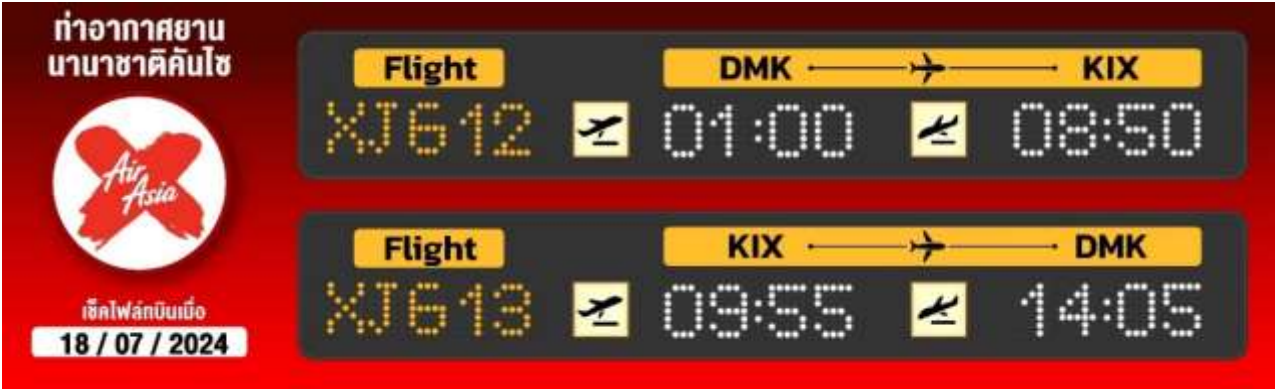 ท่าอากาศยาน
นานาชาติคันไซ
Air
Asia
เช็คไฟล์ทบินเมื่อ
18 / 07 / 2024
Flight DMK KIX
XJ612 01:00 08:50
Flight KIX DMK
XJ613 09:55 14:05